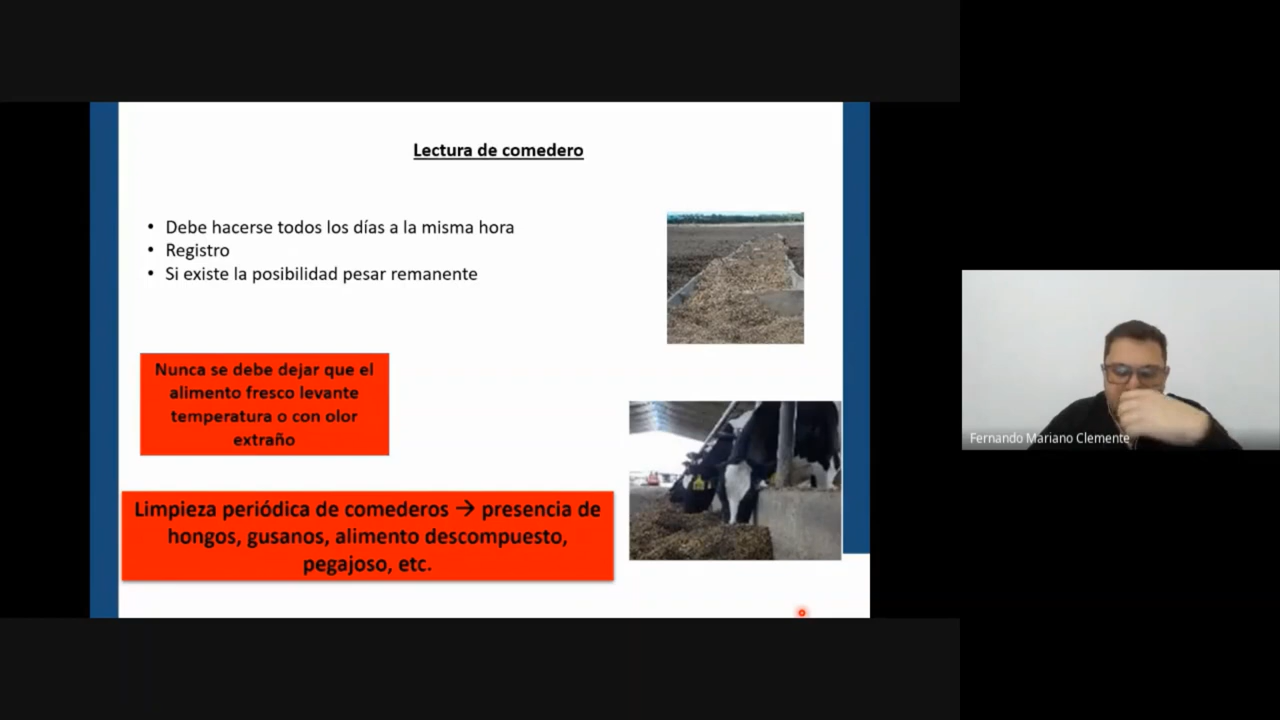 Lectura de comedero
• Debe hacerse todos los días a la misma hora
• Registro
• Si existe la posibilidad pesar remanente
Nunca se debe dejar que el
alimento fresco levante
temperatura o con olor
extraño
Limpieza periódica de comederos → presencia de
hongos, gusanos, alimento descompuesto,
pegajoso, etc.
Fernando Mariano Clemente